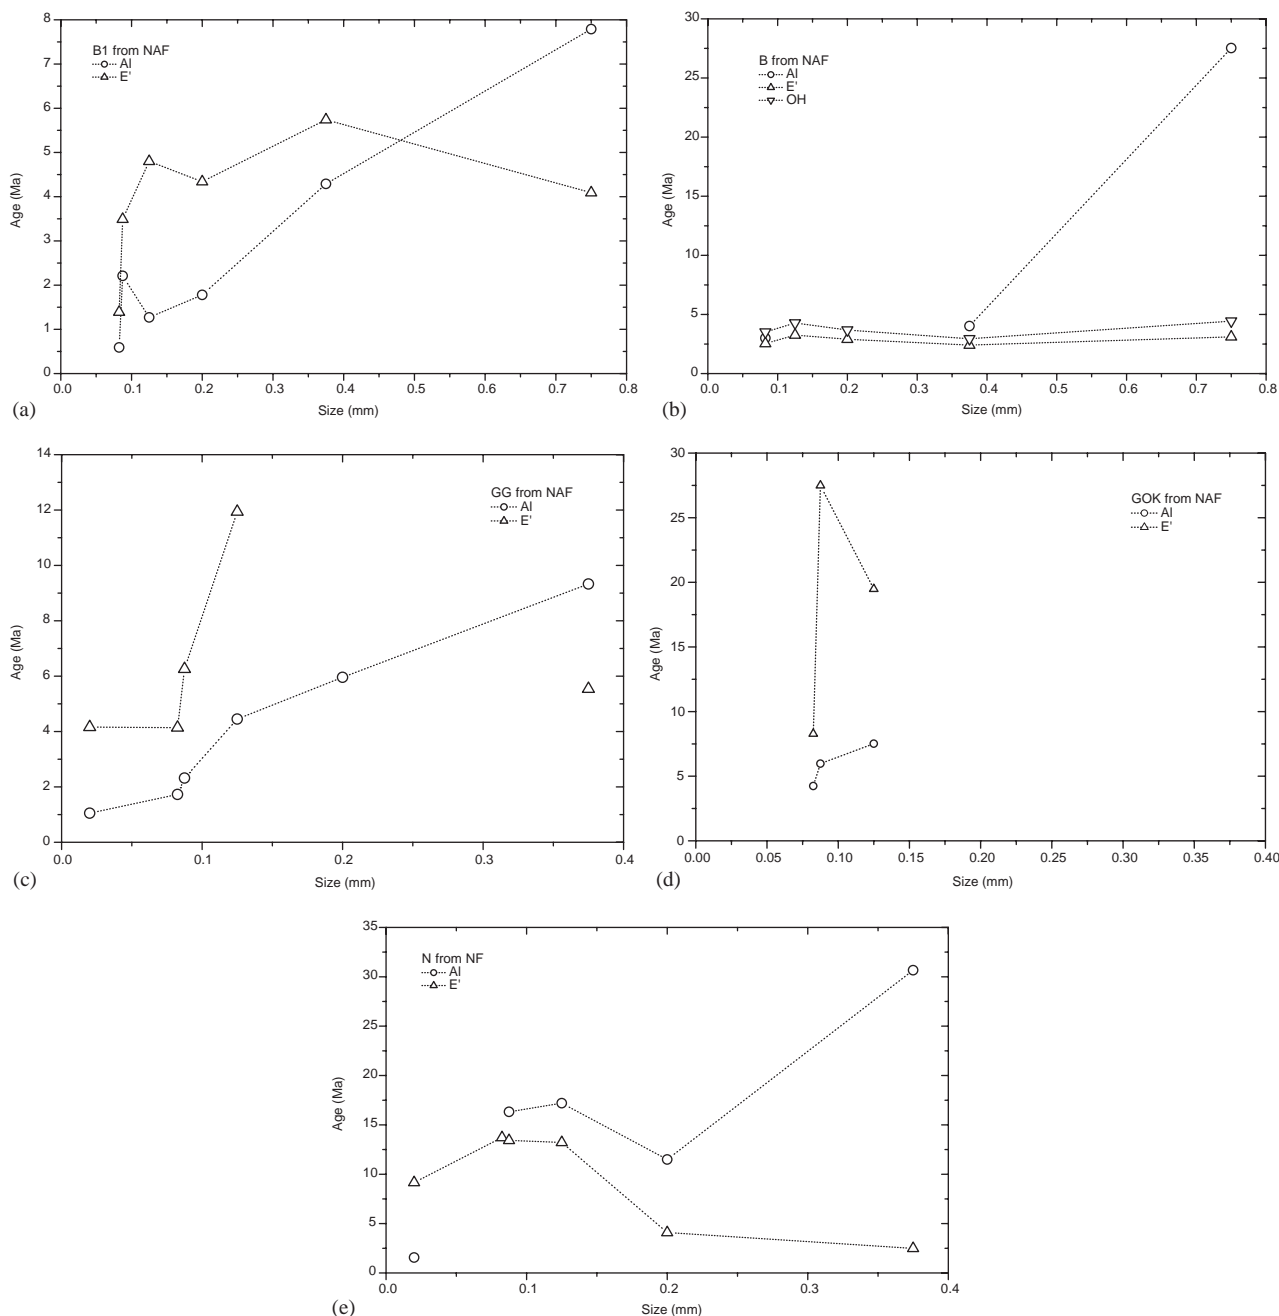 B1 from NAF
Al
E'
Age (Ma)
8
7
6
5
4
3
2
1
0
0.0 0.1 0.2 0.3 0.4 0.5 0.6 0.7 0.8
Size (mm)
(a)
B from NAF
Al
E'
OH
Age (Ma)
30
25
20
15
10
5
0
0.0 0.1 0.2 0.3 0.4 0.5 0.6 0.7 0.8
Size (mm)
(b)
GG from NAF
Al
E'
Age (Ma)
14
12
10
8
6
4
2
0
0.0 0.1 0.2 0.3 0.4
Size (mm)
(c)
GOK from NAF
Al
E'
Age (Ma)
30
25
20
15
10
5
0
0.00 0.05 0.10 0.15 0.20 0.25 0.30 0.35 0.40
Size (mm)
(d)
N from NF
Al
E'
Age (Ma)
35
30
25
20
15
10
5
0
0.0 0.1 0.2 0.3 0.4
Size (mm)
(e)